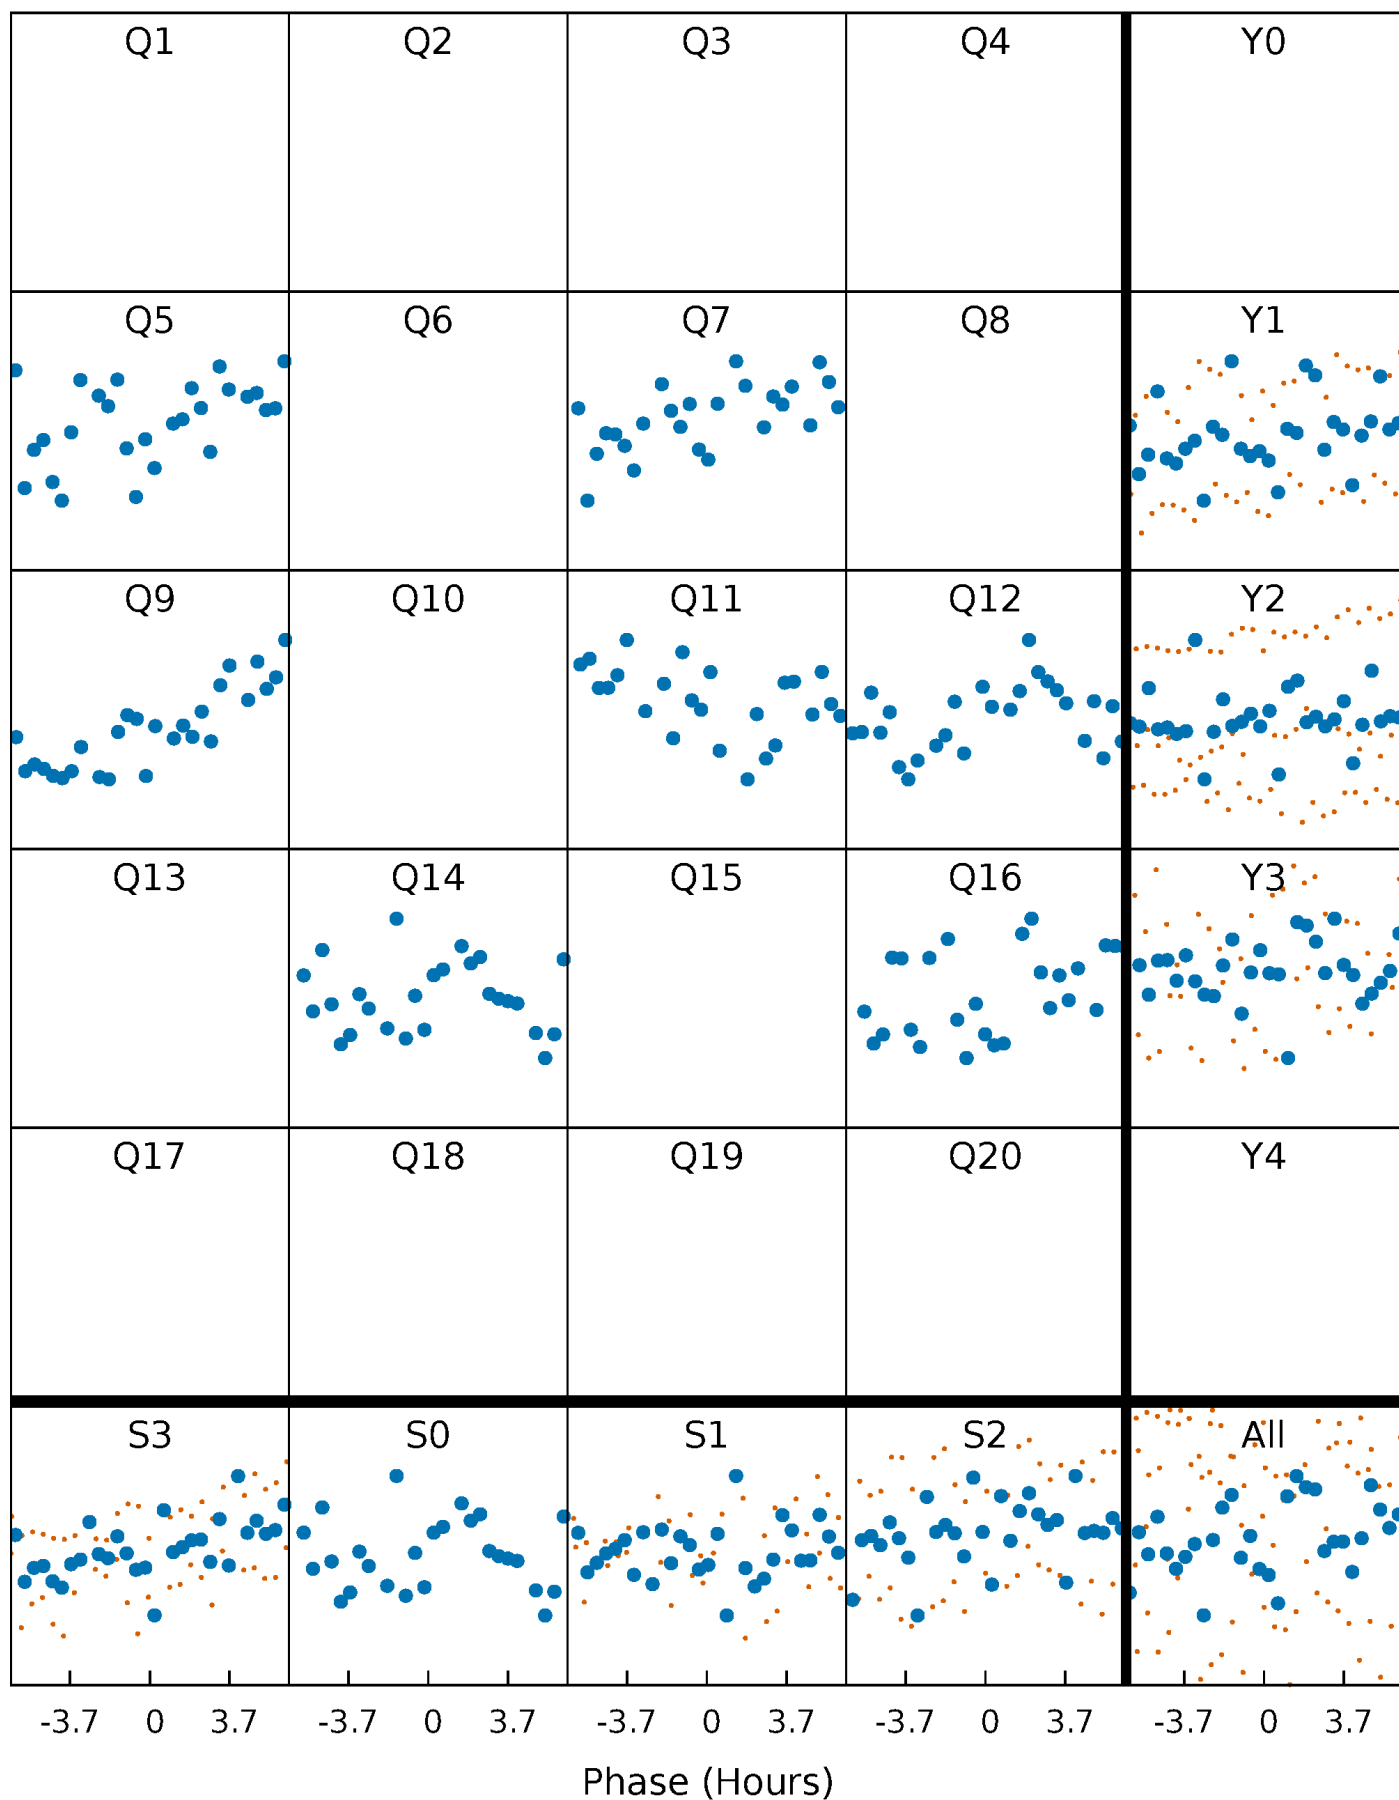 Q1 Q2 Q3 Q4 Y0
Q5 Q6 Q7 Q8 Y1
Q9 Q10 Q11 Q12 Y2
Q13 Q14 Q15 Q16 Y3
Q17 Q18 Q19 Q20 Y4
S3 S0 S1 S2 All
-3.7 0 3.7 -3.7 0 3.7 -3.7 0 3.7 -3.7 0 3.7 -3.7 0 3.7
Phase (Hours)